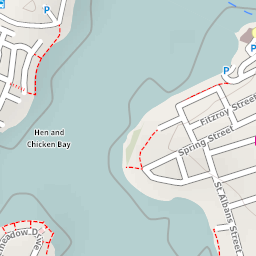 P
P
P
Fitzroy Street
Spring Street
Hen and
Chicken Bay
St Albans Street